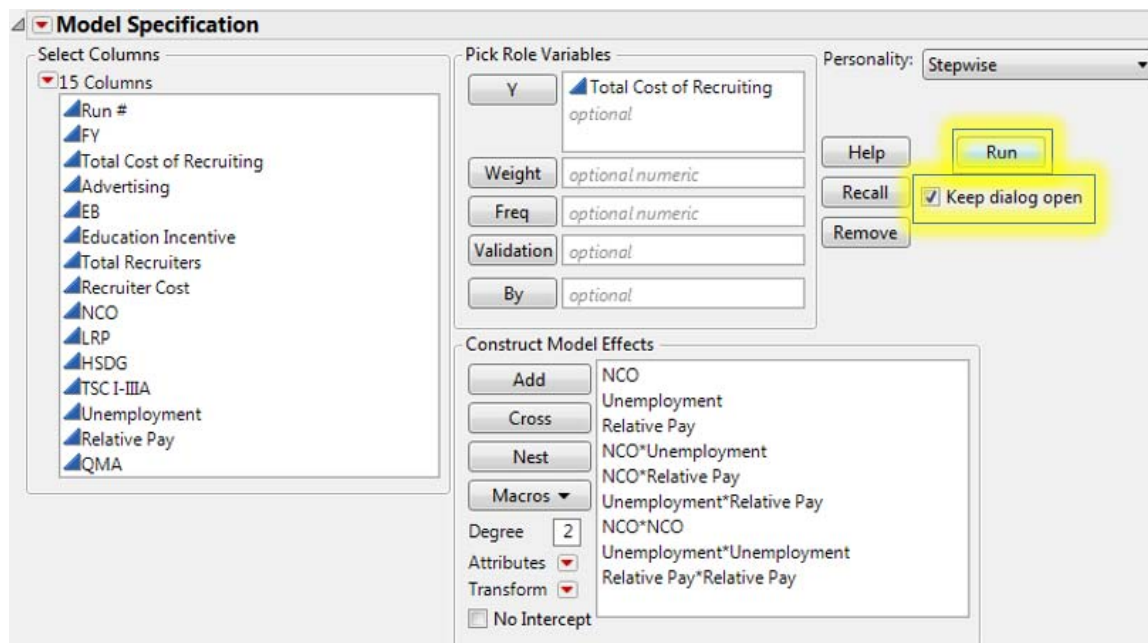 Model Specification
Select Columns
15 Columns
Run #
FY
Total Cost of Recruiting
Advertising
EB
Education Incentive
Total Recruiters
Recruiter Cost
NCO
LRP
HSDG
TSC I-IIIA
Unemployment
Relative Pay
QMA
Pick Role Variables
Y
Total Cost of Recruiting
optional
Weight
optional numeric
Freq
optional numeric
Validation
optional
By
optional
Personality:
Stepwise
Help
Run
Recall
Keep dialog open
Remove
Construct Model Effects
Add
Cross
Nest
Macros
Degree
2
Attributes
Transform
No Intercept
NCO
Unemployment
Relative Pay
NCO*Unemployment
NCO*Relative Pay
Unemployment*Relative Pay
NCO*NCO
Unemployment*Unemployment
Relative Pay*Relative Pay